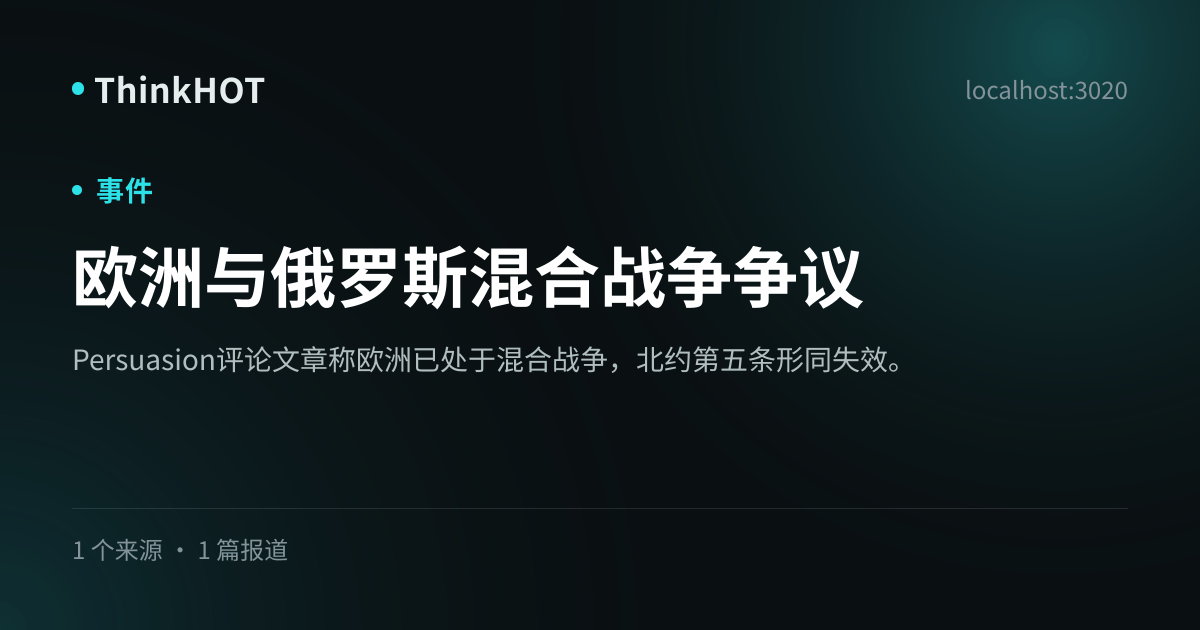 ThinkHOT
localhost:3020
事件
欧洲与俄罗斯混合战争争议
Persuasion评论文章称欧洲已处于混合战争，北约第五条形同失效。
1 个来源 · 1 篇报道